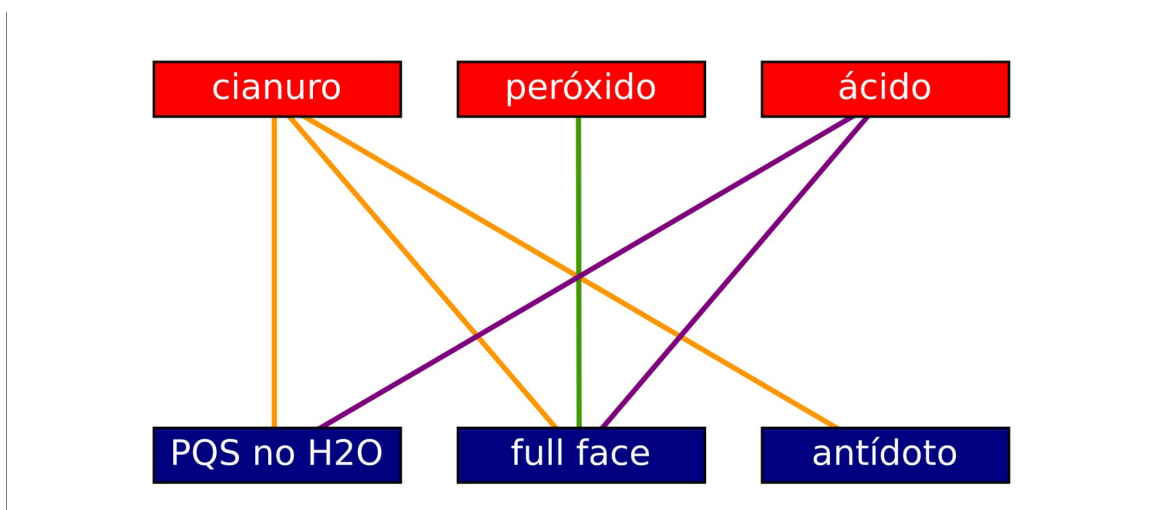 cianuro
peróxido
ácido
PQS no H2O
full face
antídoto